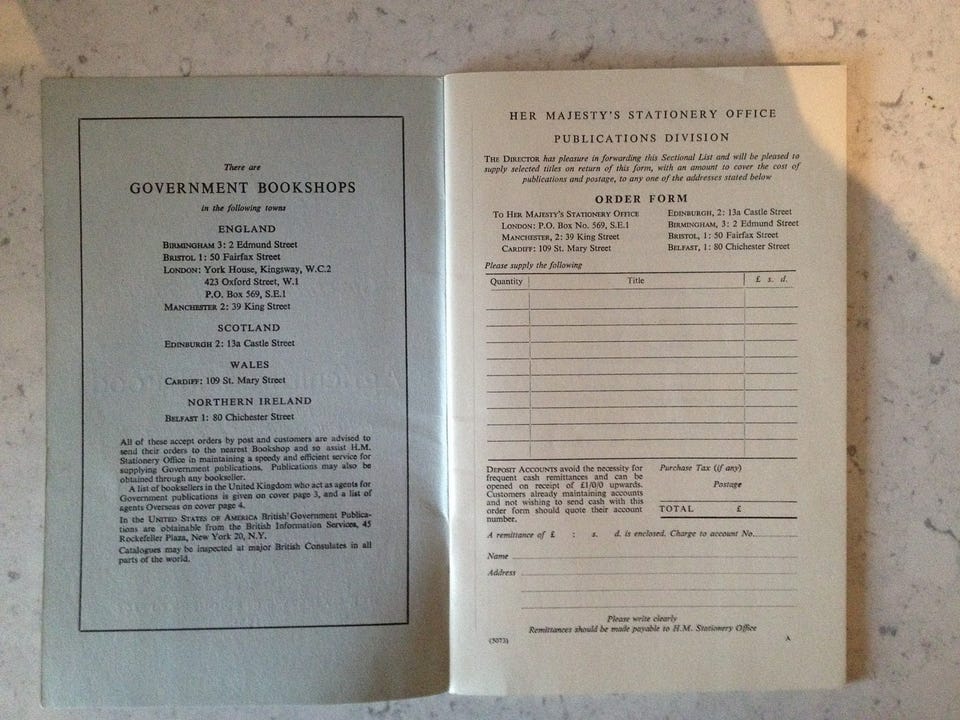 There are
GOVERNMENT BOOKSHOPS
in the following towns
ENGLAND
BIRMINGHAM 3: 2 Edmund Street
BRISTOL 1: 50 Fairfax Street
LONDON: York House, Kingsway, W.C.2
423 Oxford Street, W.1
P.O. Box 569, S.E.1
MANCHESTER 2: 39 King Street
SCOTLAND
EDINBURGH 2: 13a Castle Street
WALES
CARDIFF: 109 St. Mary Street
NORTHERN IRELAND
BELFAST 1: 80 Chichester Street
All of these accept orders by post and customers are advised to
send their orders to the nearest Bookshop and so assist H.M.
Stationery Office in maintaining a speedy and efficient service for
supplying Government publications. Publications may also be
obtained through any bookseller.
A list of booksellers in the United Kingdom who act as agents for
Government publications is given on cover page 3, and a list of
agents Overseas on cover page 4.
In the UNITED STATES OF AMERICA British Government Publica-
tions are obtainable from the British Information Services, 45
Rockefeller Plaza, New York 20, N.Y.
Catalogues may be inspected at major British Consulates in all
parts of the world.
HER MAJESTY'S STATIONERY OFFICE
PUBLICATIONS DIVISION
THE DIRECTOR has pleasure in forwarding this Sectional List and will be pleased to
supply selected titles on return of this form, with an amount to cover the cost of
publications and postage, to any one of the addresses stated below
ORDER FORM
TO HER MAJESTY'S STATIONERY OFFICE
LONDON: P.O. Box No. 569, S.E.1
MANCHESTER, 2: 39 King Street
CARDIFF: 109 St. Mary Street
EDINBURGH, 2: 13a Castle Street
BIRMINGHAM, 3: 2 Edmund Street
BRISTOL, 1: 50 Fairfax Street
BELFAST, 1: 80 Chichester Street
Please supply the following
Quantity Title £ s. d.
DEPOSIT ACCOUNTS avoid the necessity for
frequent cash remittances and can be
opened on receipt of £1/0/0 upwards.
Customers already maintaining accounts
and not wishing to send cash with this
order form should quote their account
number.
Purchase Tax (if any)
Postage
TOTAL £
A remittance of £ : s. d. is enclosed. Charge to account No.
Name
Address
Please write clearly
Remittances should be made payable to H.M. Stationery Office
(5073) A